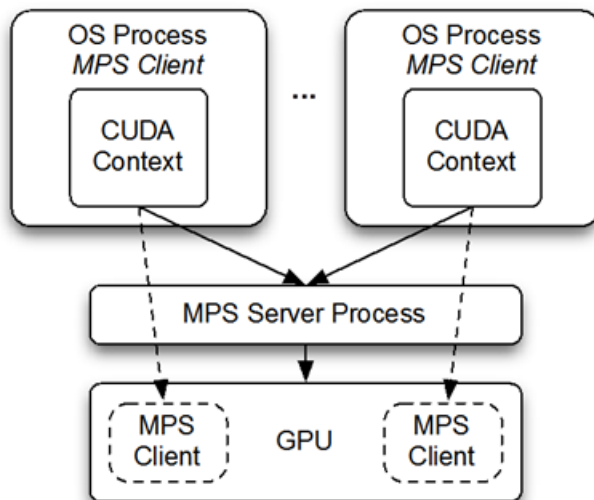 OS Process
MPS Client
CUDA
Context
...
OS Process
MPS Client
CUDA
Context
MPS Server Process
MPS
Client
GPU
MPS
Client